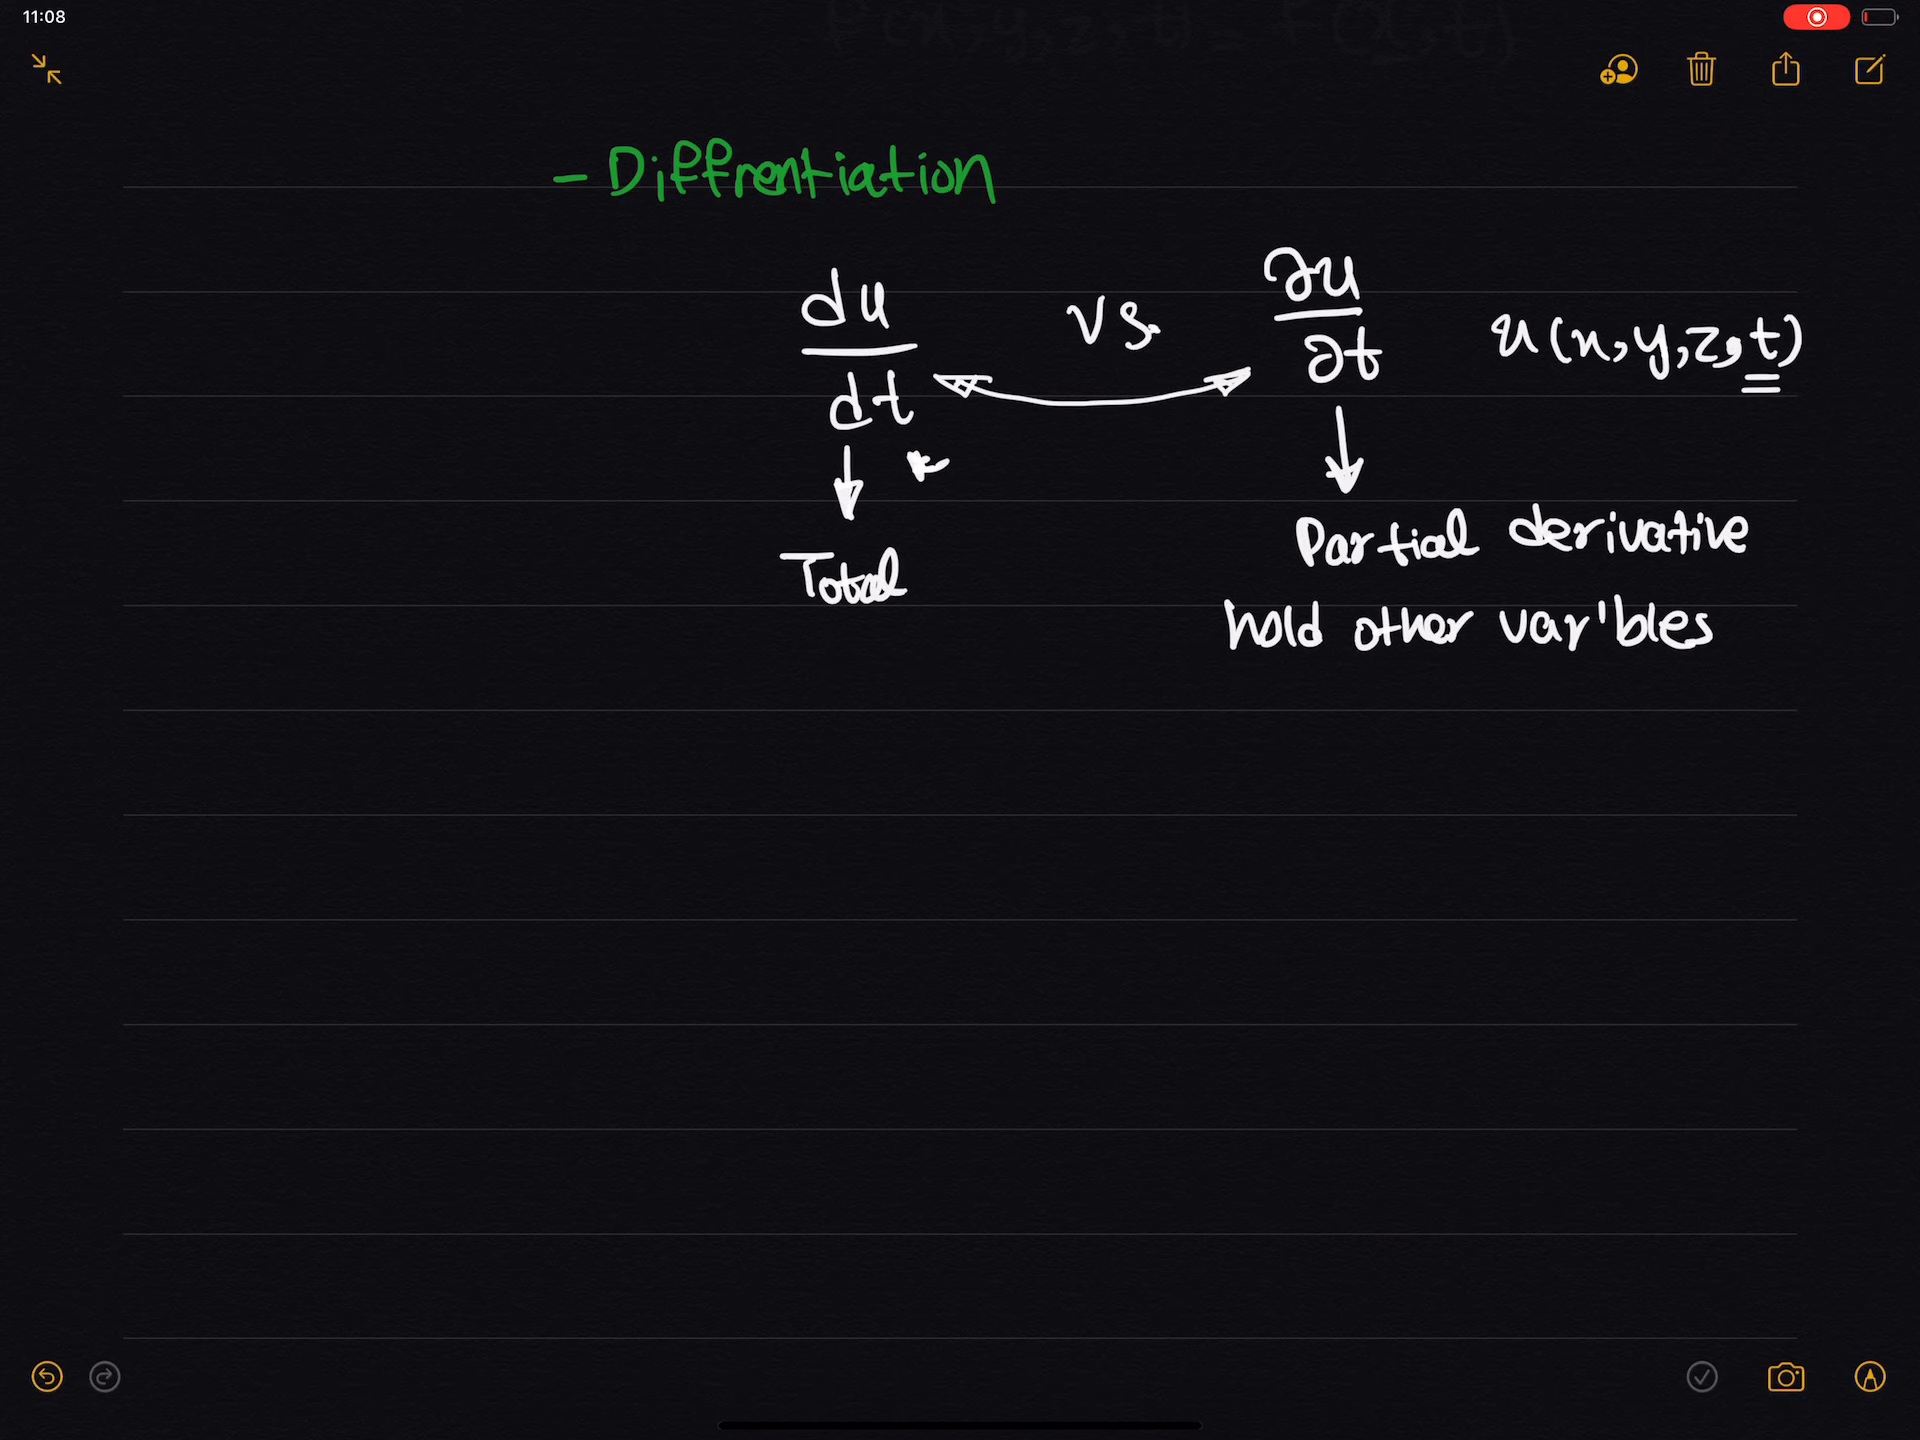 11:08
- Diffrentiation
du/dt vs. ∂u/∂t u(x,y,z,t)
Total
Partial derivative
hold other var'bles